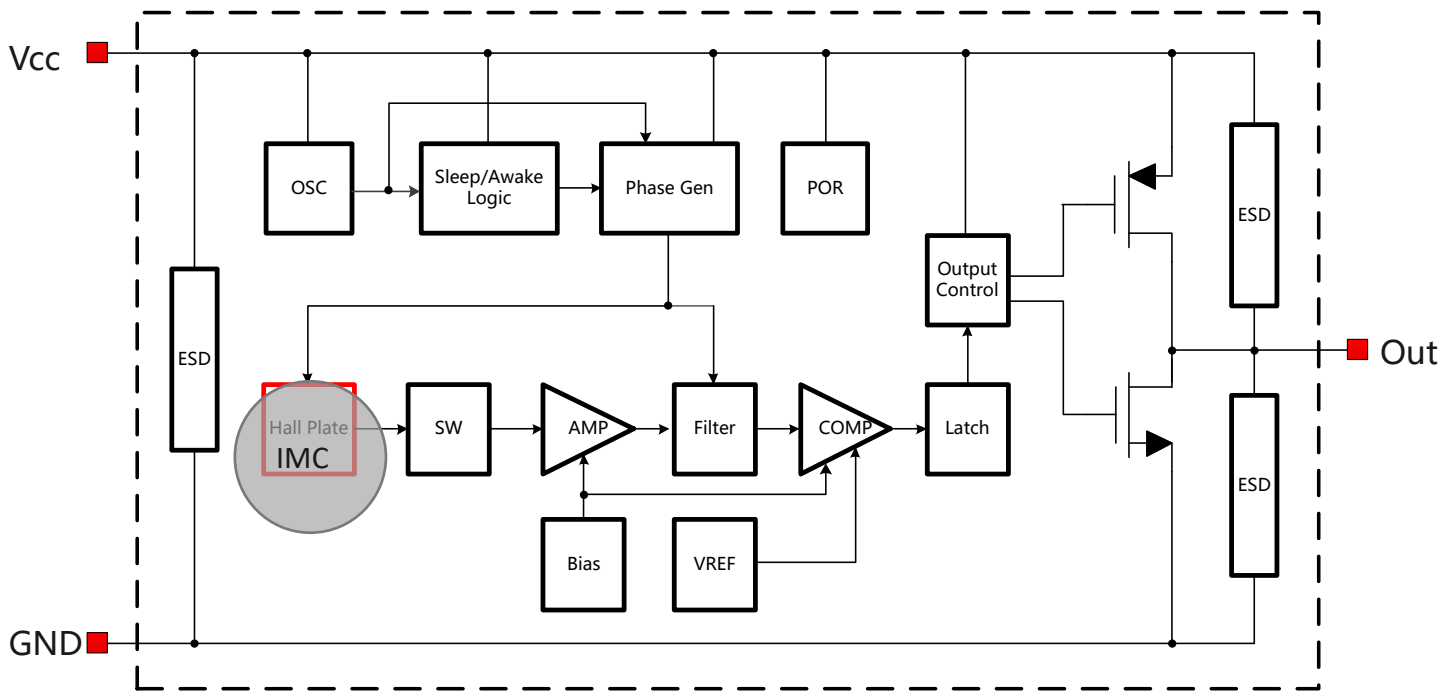 Vcc
OSC
Sleep/Awake
Logic
Phase Gen
POR
ESD
Output
Control
ESD
Out
Hall Plate
IMC
SW
AMP
Filter
COMP
Latch
ESD
Bias
VREF
GND